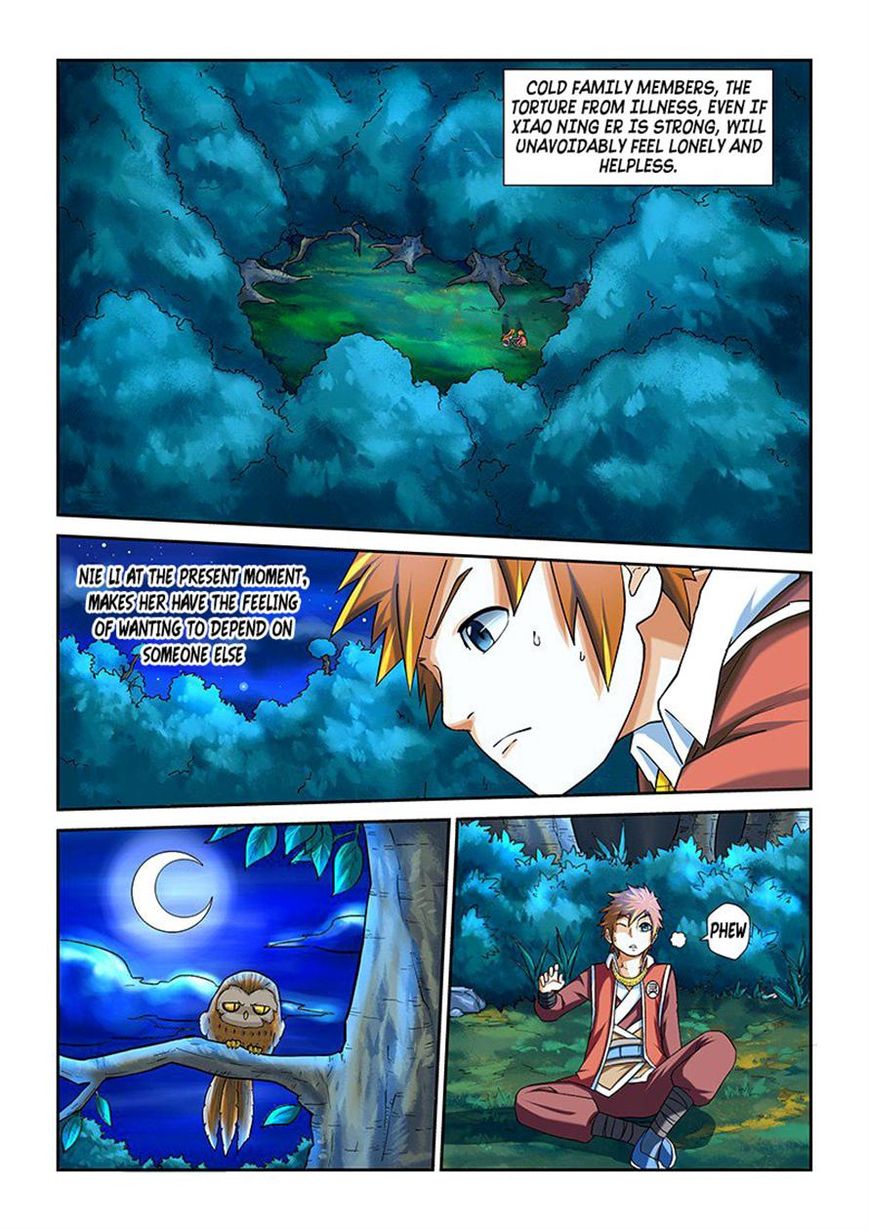 COLD FAMILY MEMBERS, THE
TORTURE FROM ILLNESS, EVEN IF
XIAO NING ER IS STRONG, WILL
UNAVOIDABLY FEEL LONELY AND
HELPLESS.
NIE LI AT THE PRESENT MOMENT,
MAKES HER HAVE THE FEELING
OF WANTING TO DEPEND ON
SOMEONE ELSE
PHEW